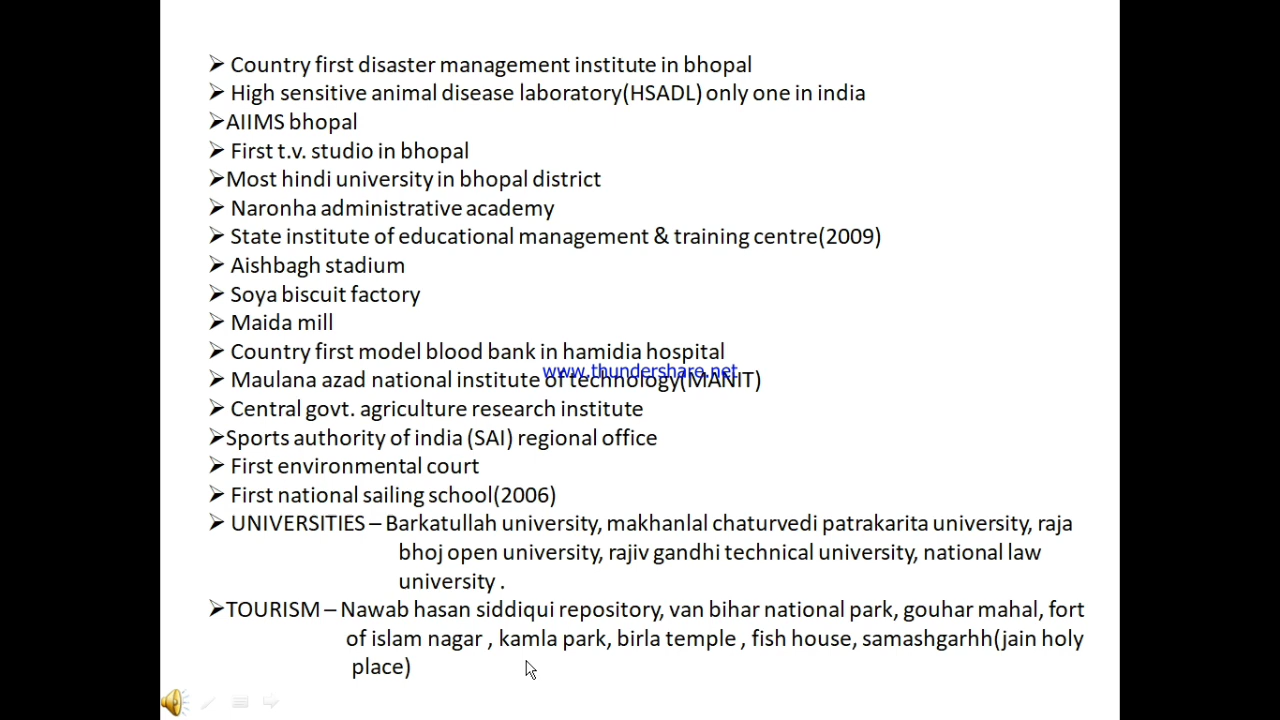 ➢ Country first disaster management institute in bhopal
➢ High sensitive animal disease laboratory(HSADL) only one in india
➢AIIMS bhopal
➢ First t.v. studio in bhopal
➢Most hindi university in bhopal district
➢ Naronha administrative academy
➢ State institute of educational management & training centre(2009)
➢ Aishbagh stadium
➢ Soya biscuit factory
➢ Maida mill
➢ Country first model blood bank in hamidia hospital
www.thundershare.net
➢ Maulana azad national institute of technology(MANIT)
➢ Central govt. agriculture research institute
➢Sports authority of india (SAI) regional office
➢ First environmental court
➢ First national sailing school(2006)
➢ UNIVERSITIES – Barkatullah university, makhanlal chaturvedi patrakarita university, raja
bhoj open university, rajiv gandhi technical university, national law
university .
➢TOURISM – Nawab hasan siddiqui repository, van bihar national park, gouhar mahal, fort
of islam nagar , kamla park, birla temple , fish house, samashgarhh(jain holy
place)